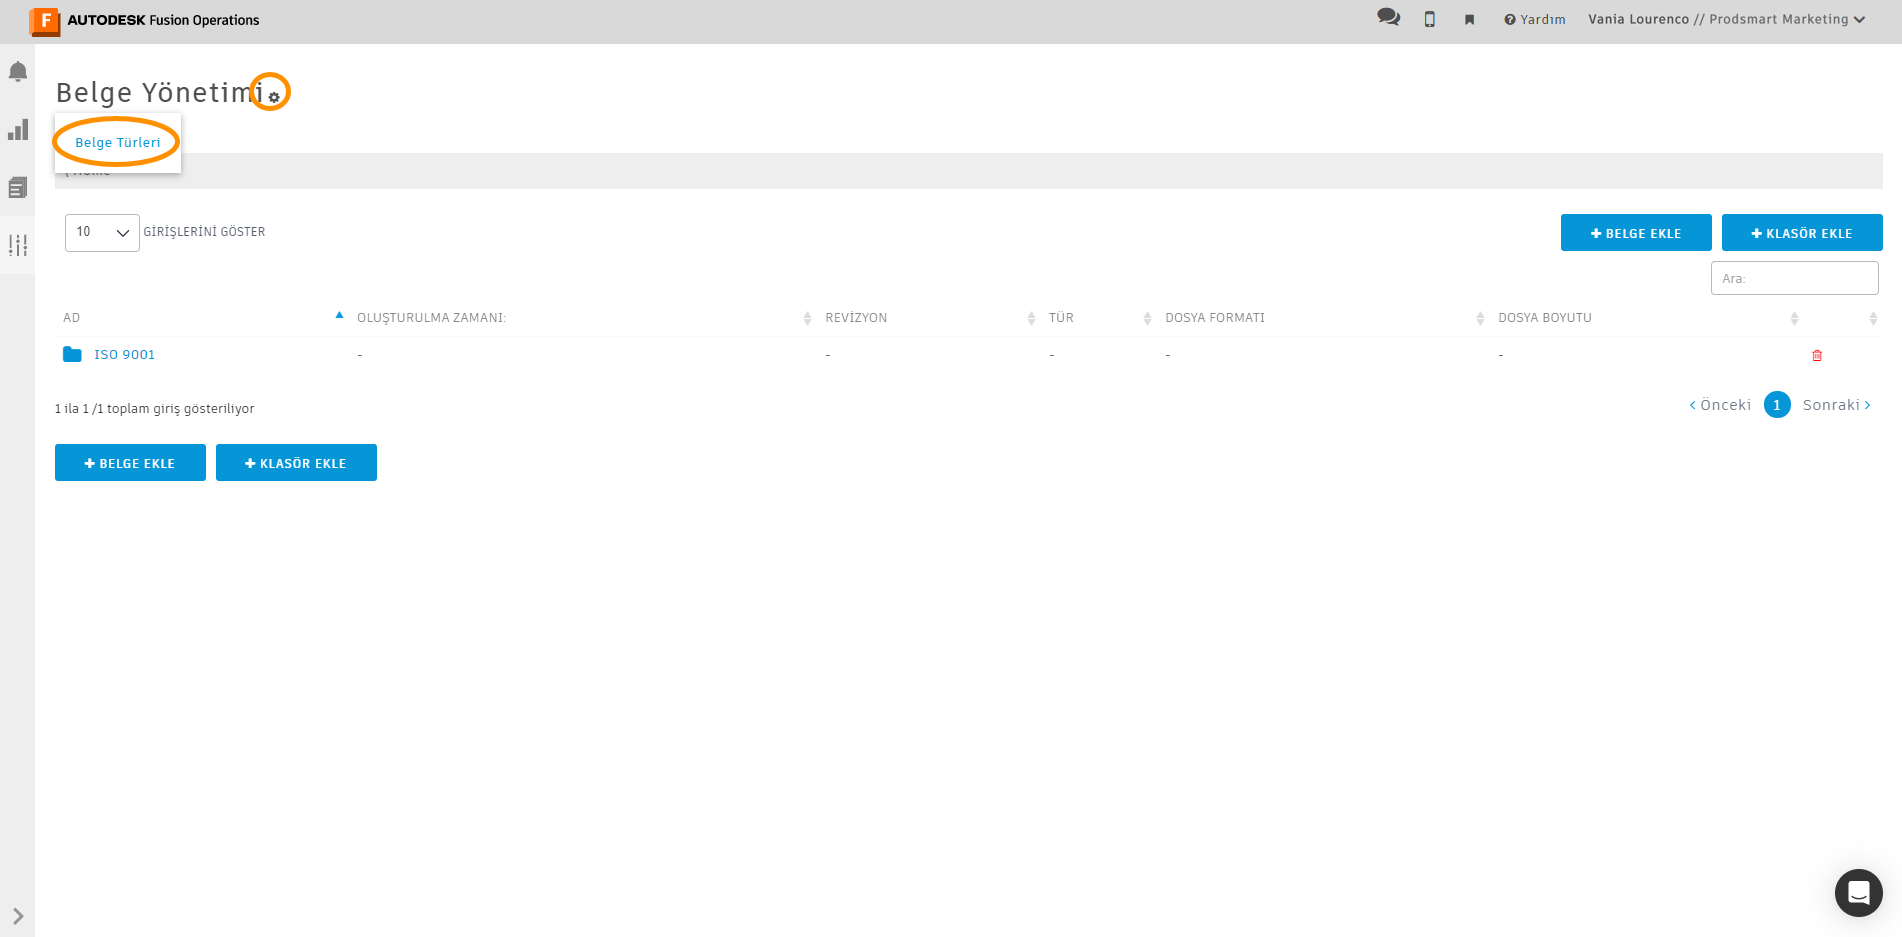 F AUTODESK Fusion Operations
Yardım
Vania Lourenco // Prodsmart Marketing
Belge Yönetimi
Belge Türleri
10 GİRİŞLERİNİ GÖSTER
BELGE EKLE KLASÖR EKLE
Ara:
AD OLUŞTURULMA ZAMANI: REVİZYON TÜR DOSYA FORMATI DOSYA BOYUTU
ISO 9001 - - - - -
1 ila 1 /1 toplam giriş gösteriliyor
Önceki 1 Sonraki
BELGE EKLE KLASÖR EKLE